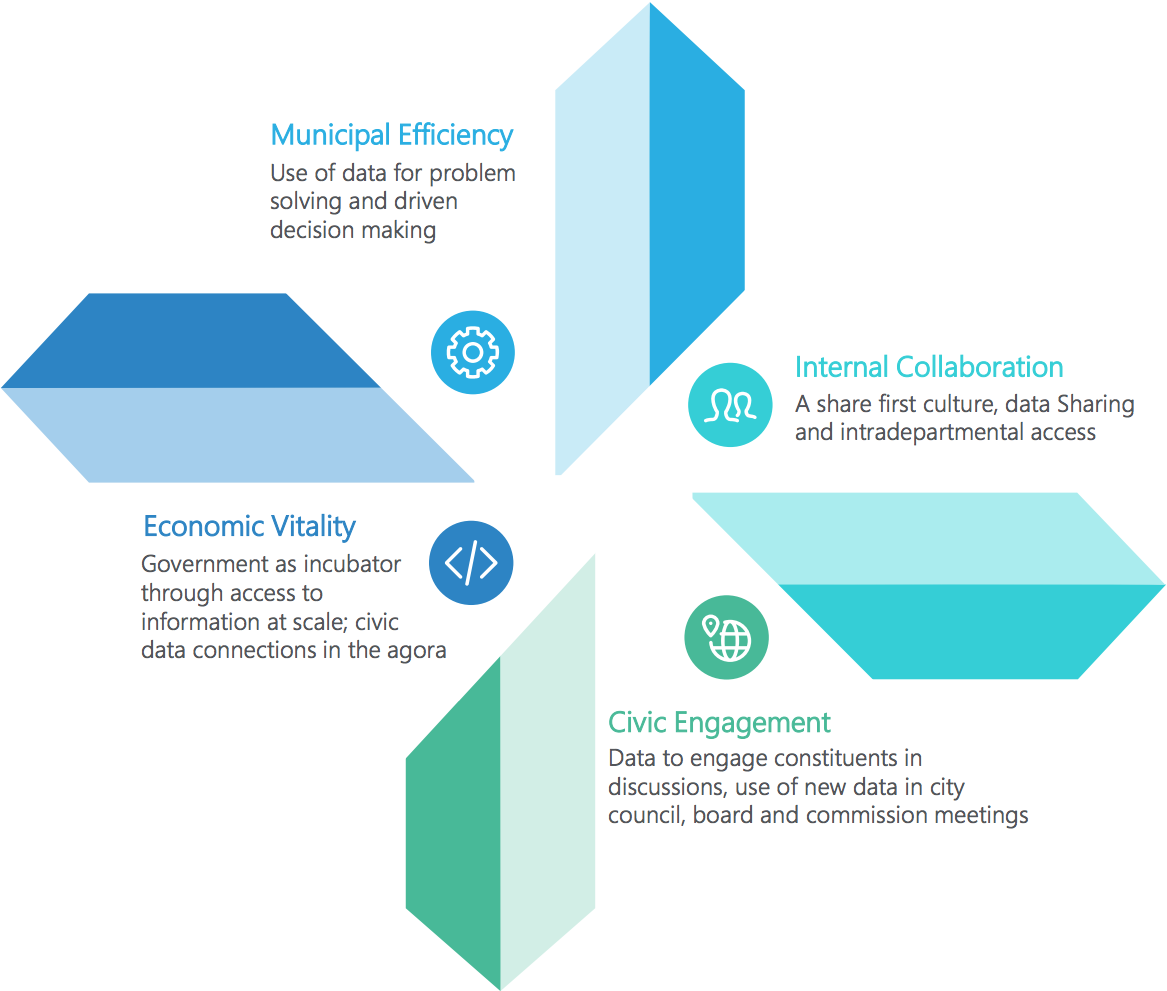 Municipal Efficiency
Use of data for problem
solving and driven
decision making
Internal Collaboration
A share first culture, data Sharing
and intradepartmental access
Economic Vitality
Government as incubator
through access to
information at scale; civic
data connections in the agora
Civic Engagement
Data to engage constituents in
discussions, use of new data in city
council, board and commission meetings